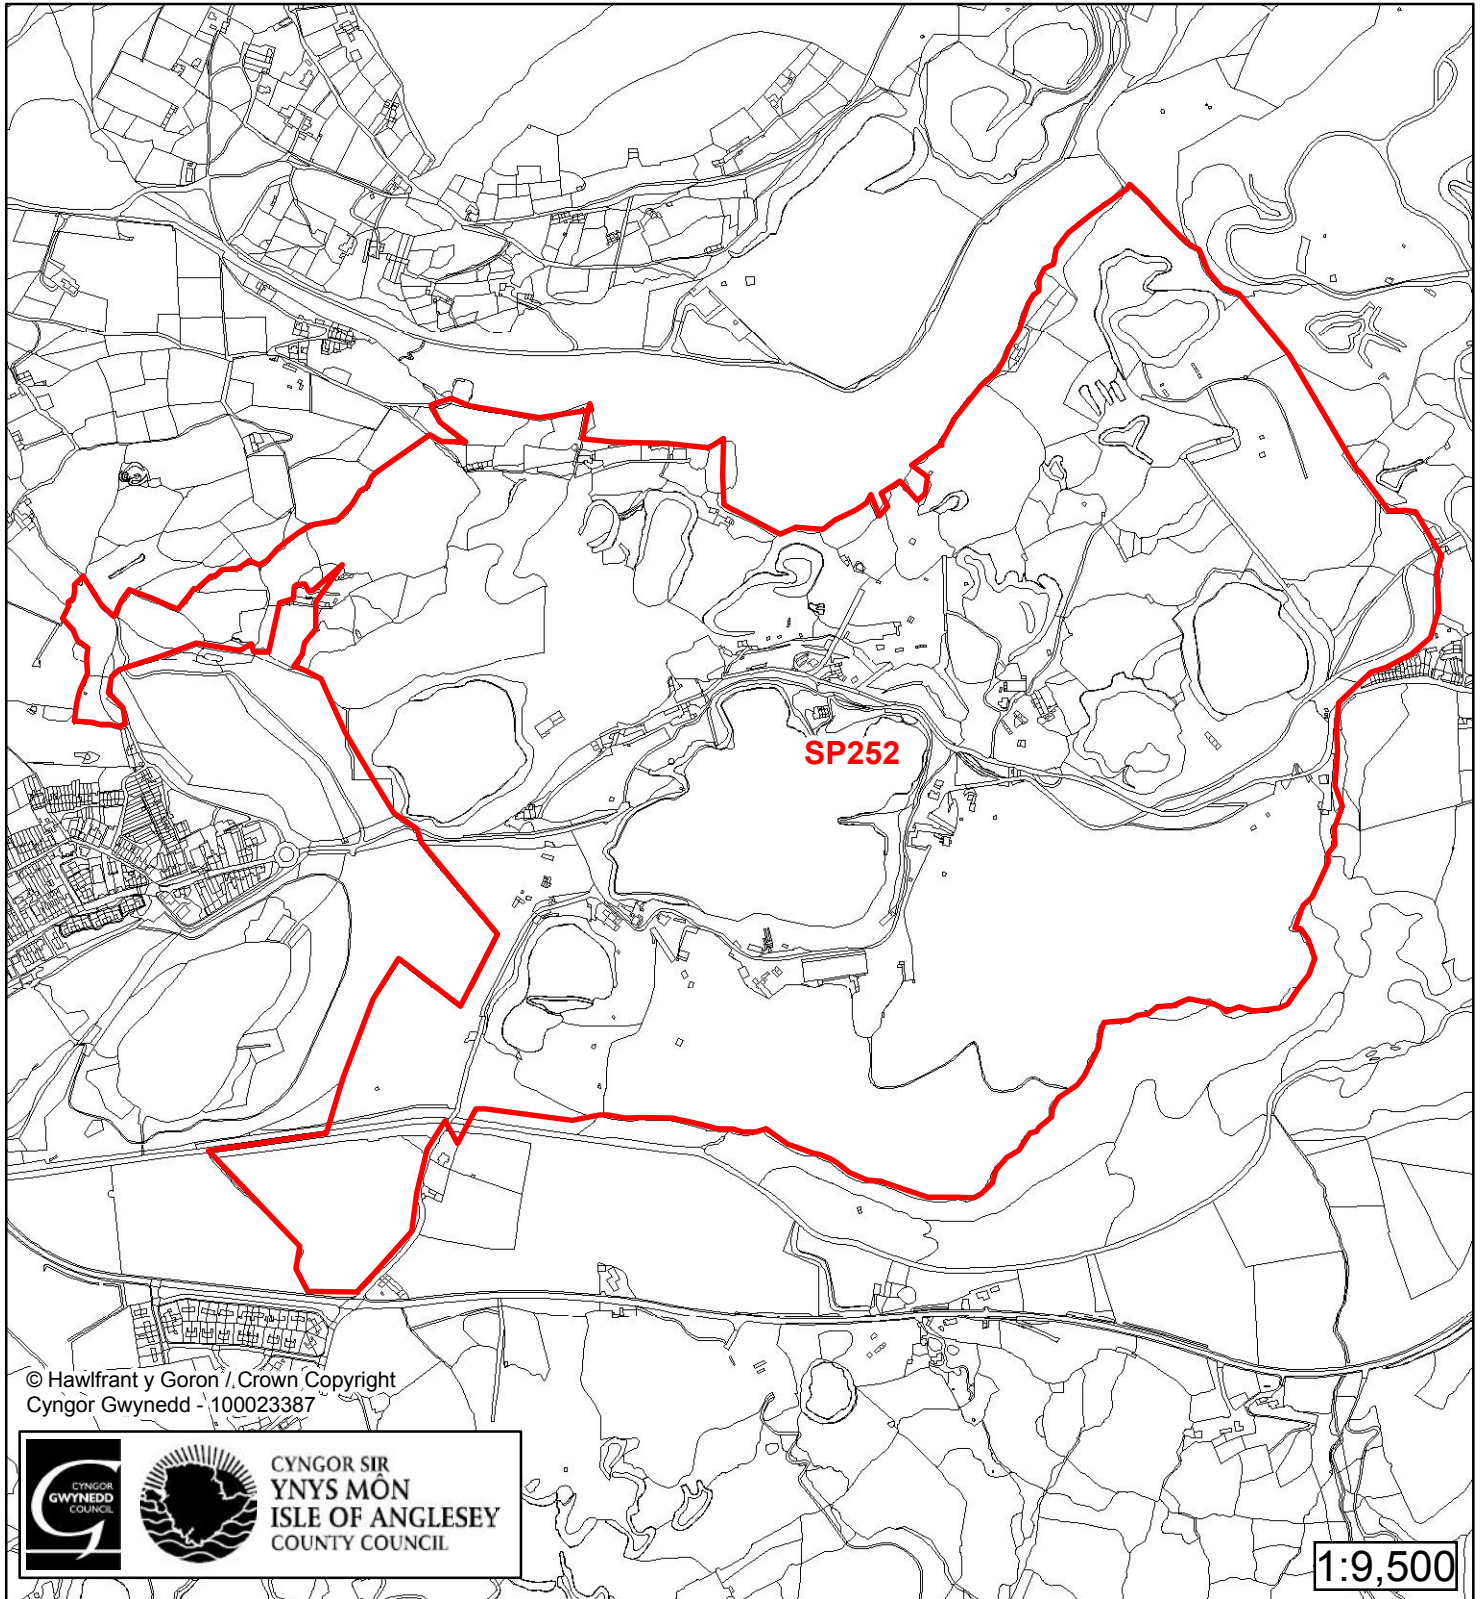 SP252
© Hawlfrant y Goron / Crown Copyright
Cyngor Gwynedd - 100023387
CYNGOR
GWYNEDD
COUNCIL
CYNGOR SIR
YNYS MÔN
ISLE OF ANGLESEY
COUNTY COUNCIL
1:9,500